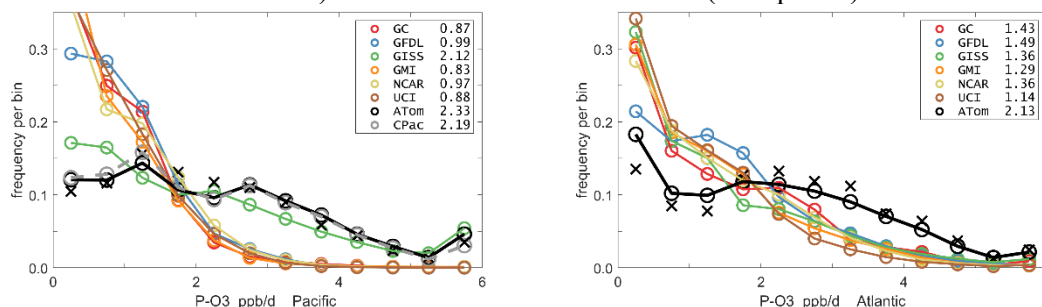 GC 0.87
GFDL 0.99
GISS 2.12
GMI 0.83
NCAR 0.97
UCI 0.88
ATom 2.33
CPac 2.19
0.3
0.2
0.1
0.0
frequency per bin
0 2 4 6
P-O3 ppb/d Pacific
GC 1.43
GFDL 1.49
GISS 1.36
GMI 1.29
NCAR 1.36
UCI 1.14
ATom 2.13
0.3
0.2
0.1
0.0
frequency per bin
0 2 4
P-O3 ppb/d Atlantic